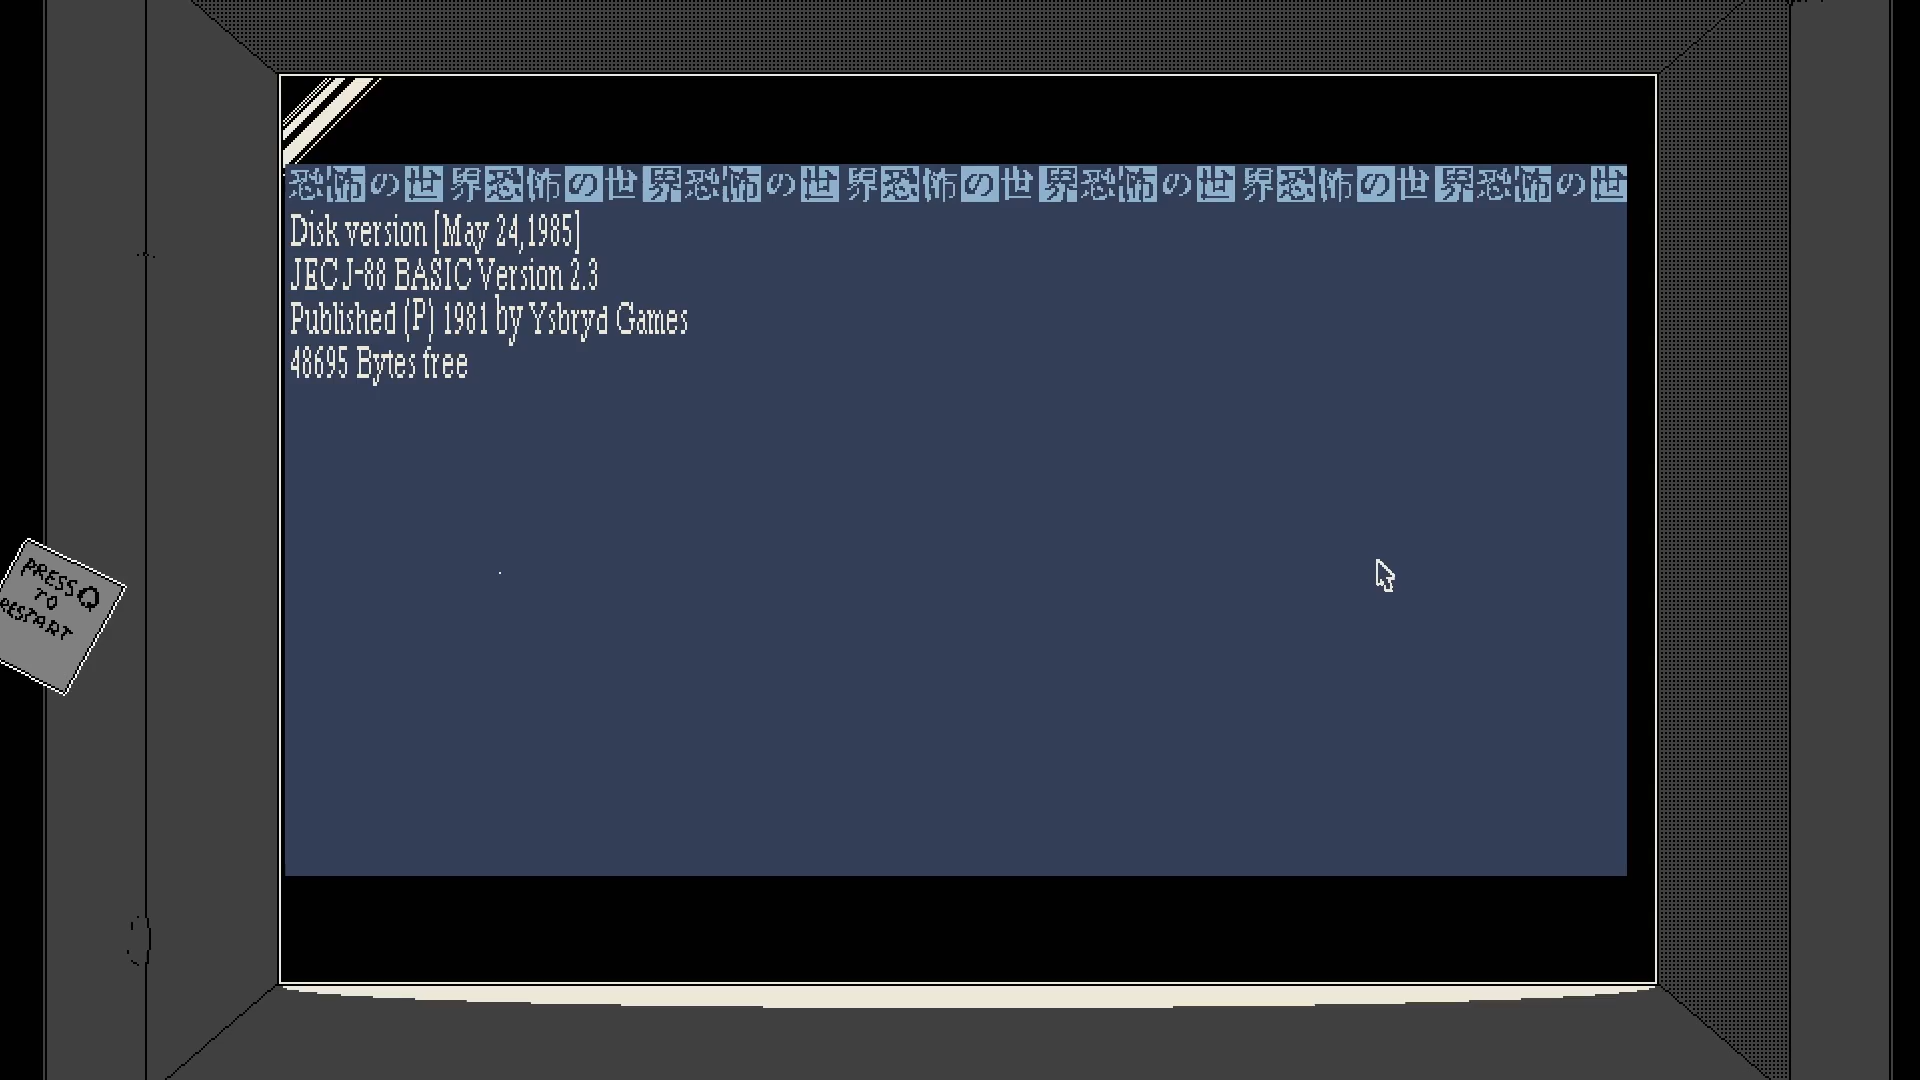 恐怖の世界恐怖の世界恐怖の世界恐怖の世界恐怖の世界恐怖の世界恐怖の世
Disk version [May 24,1985]
JEC J-88 BASIC Version 2.3
Published (P) 1981 by Ysbryd Games
48695 Bytes free
PRESS Q
TO
RESTART